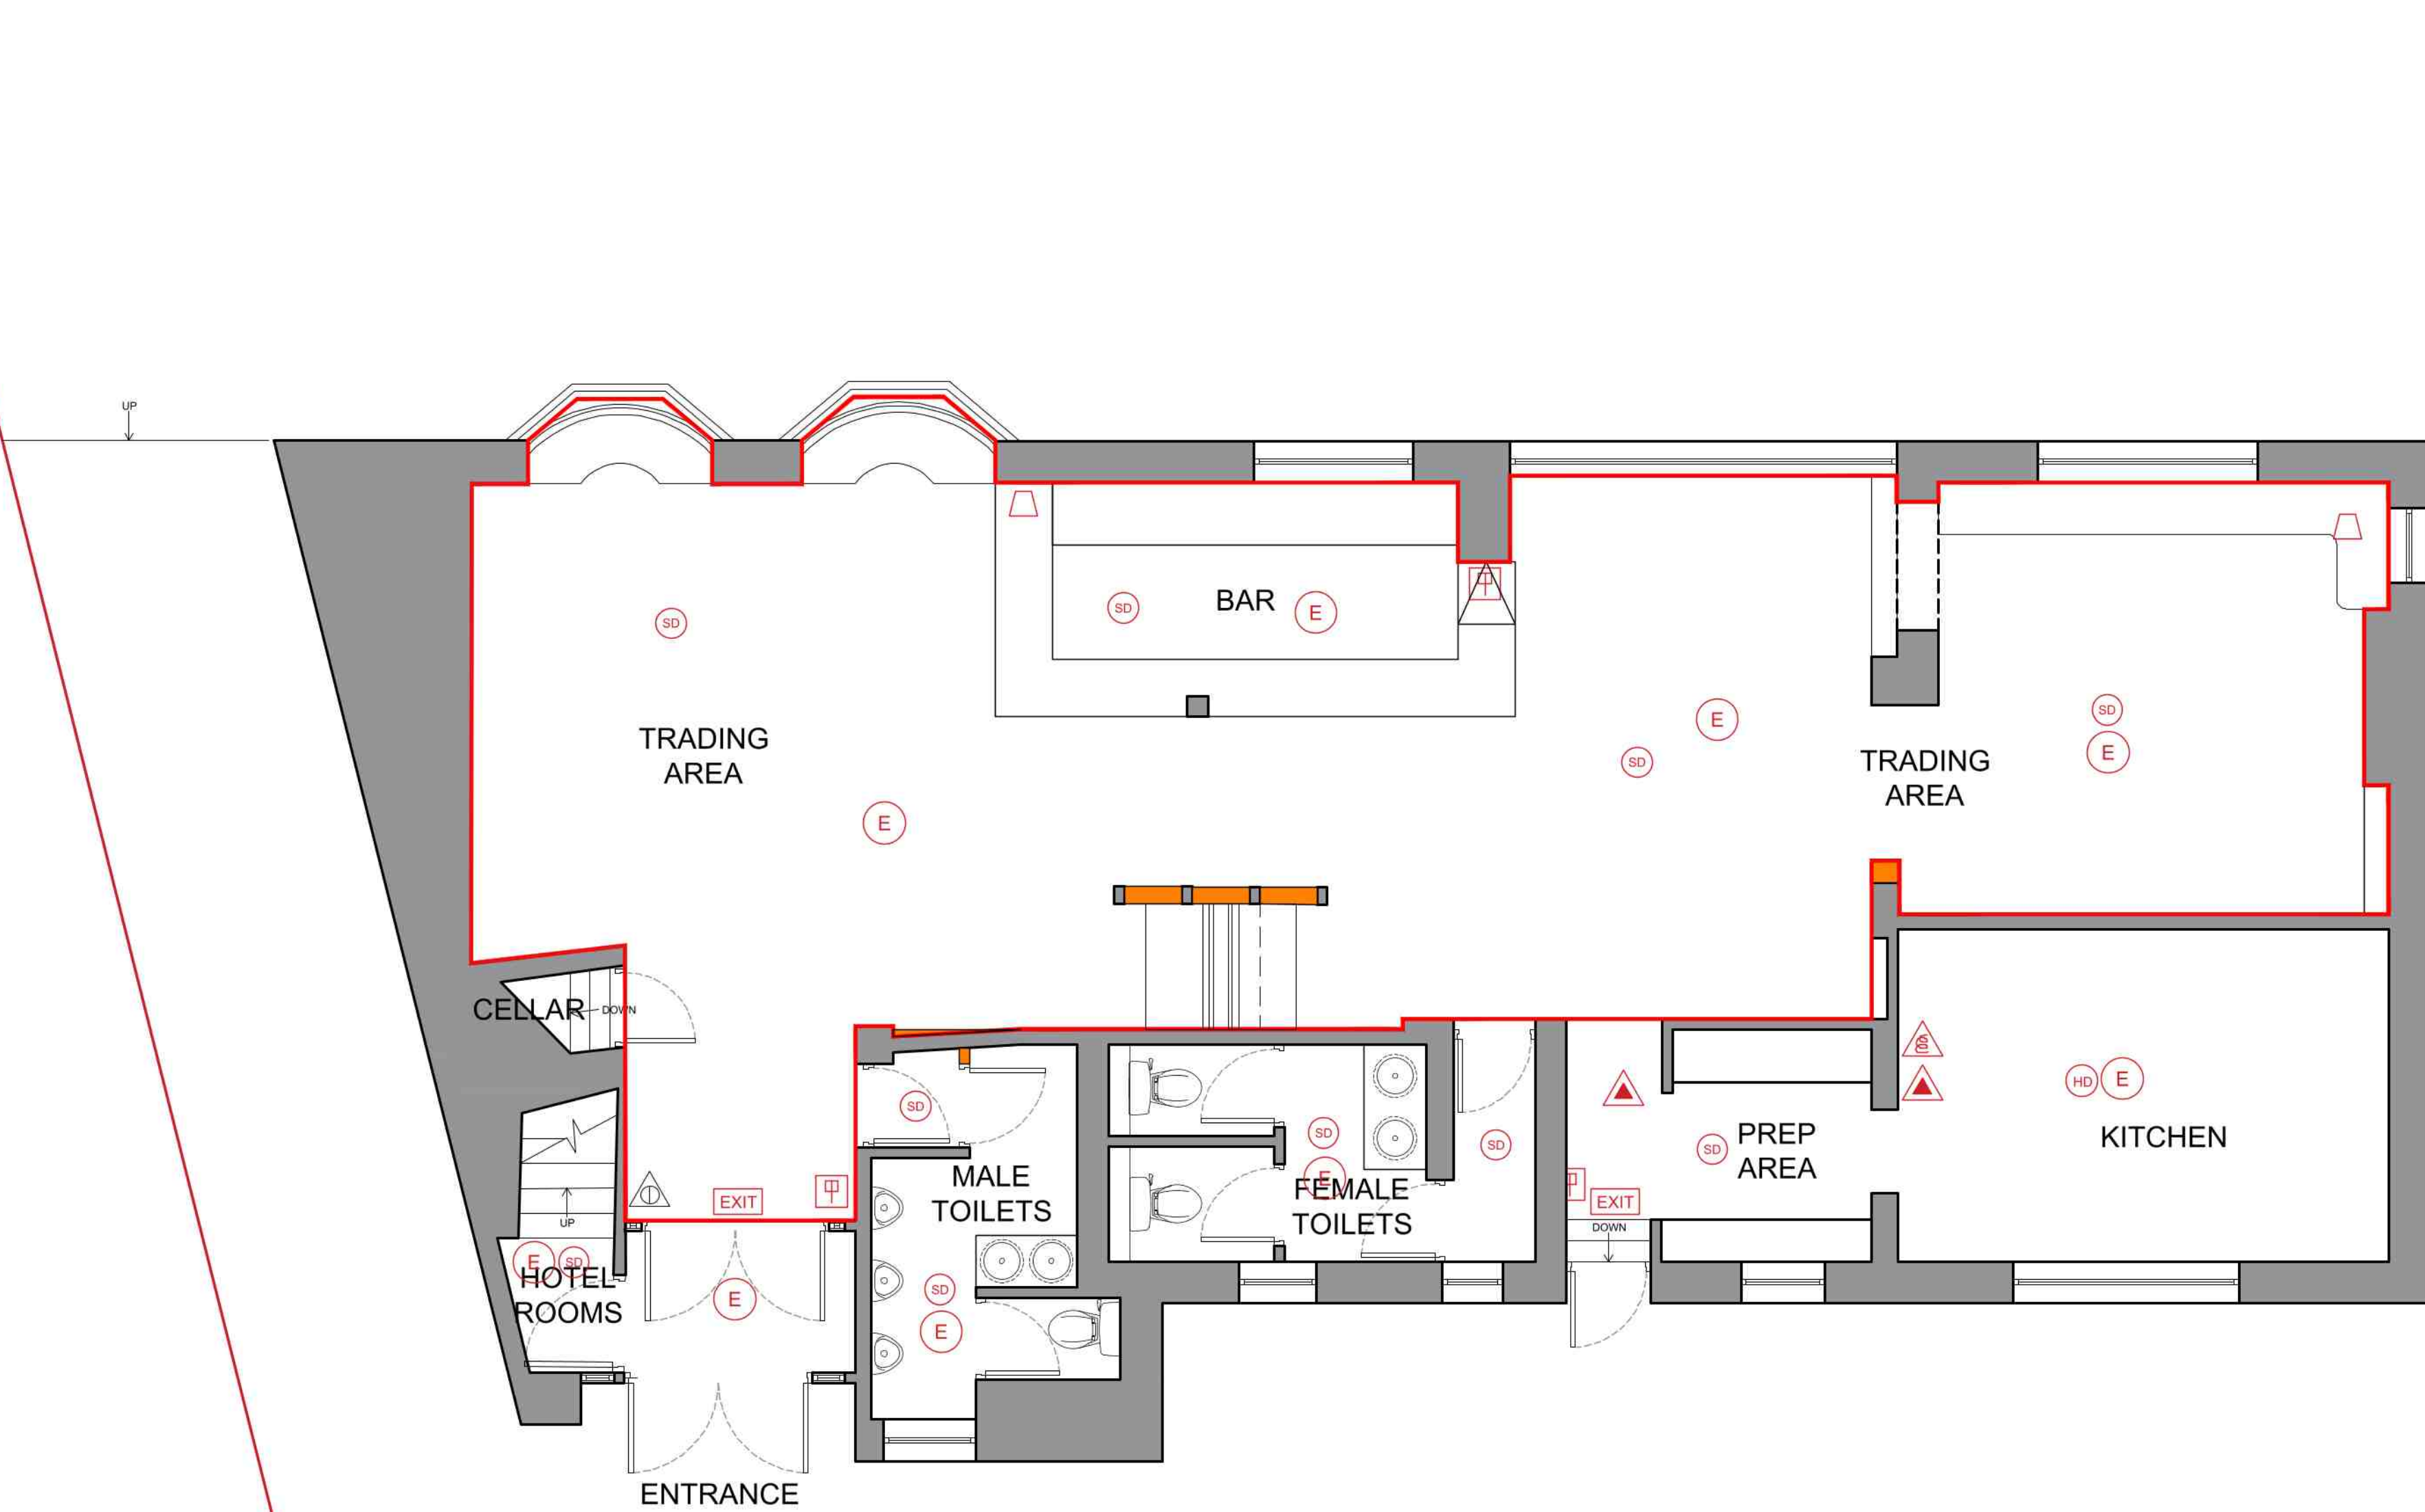 UP
SD
BAR
E
SD
TRADING
AREA
E
SD
TRADING
AREA
SD
E
E
CELLAR
DOWN
SD
SD
E
FEMALE
TOILETS
SD
MALE
TOILETS
SD
PREP
AREA
HD
E
KITCHEN
EXIT
EXIT
UP
DOWN
E
SD
HOTEL
ROOMS
E
SD
E
ENTRANCE